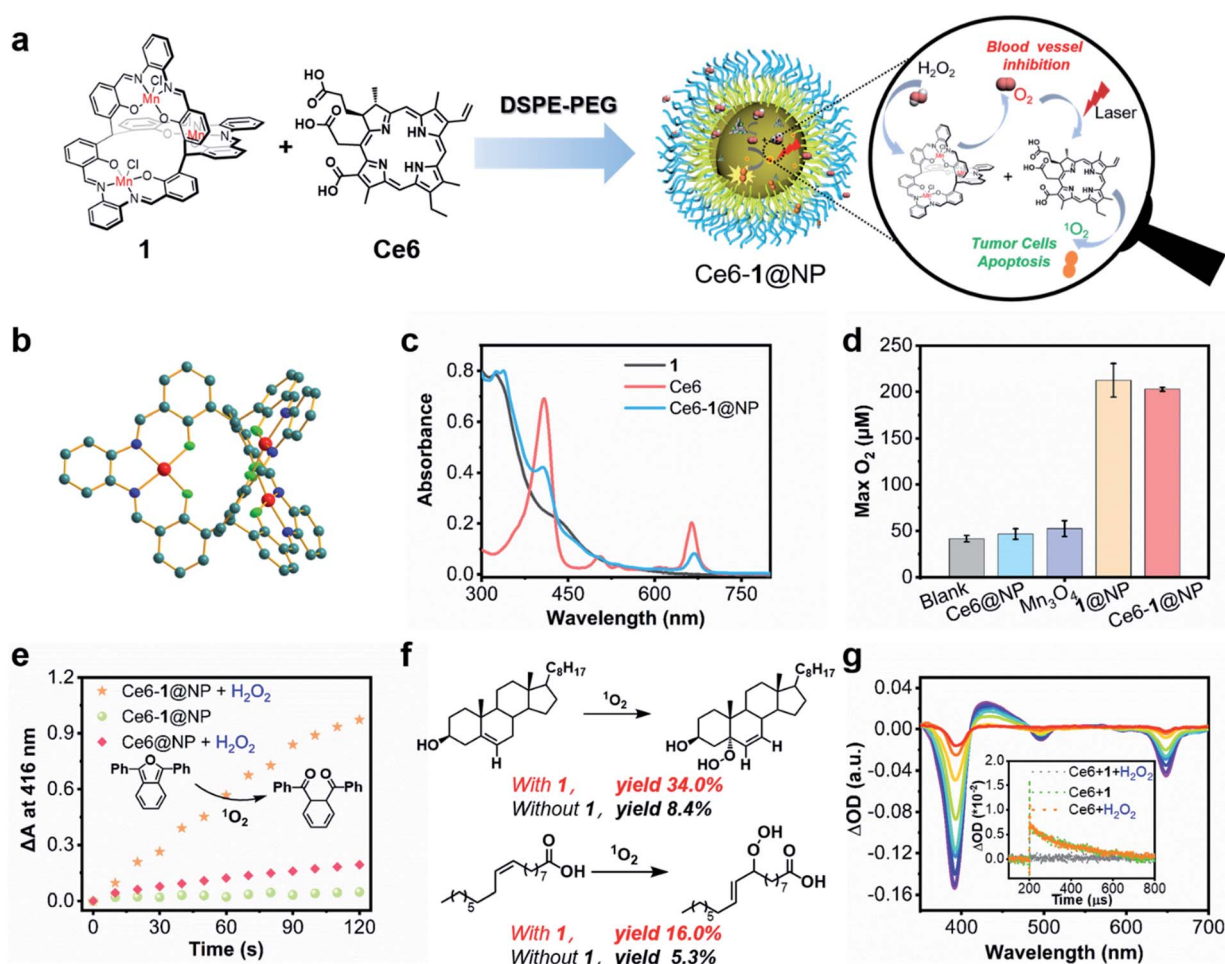 a
N
N
Cl
Mn
O
O
Mn
N
N
O
O
Cl
Mn
N
N
1
+
HO
O
O
HO
HO
O
N
HN
NH
N
Ce6
DSPE-PEG
Ce6-1@NP
H2O2
Blood vessel
inhibition
O2
Laser
+
1O2
Tumor Cells
Apoptosis
b
c
1
Ce6
Ce6-1@NP
Absorbance
0.8
0.6
0.4
0.2
0.0
300 450 600 750
Wavelength (nm)
d
Max O2 (µM)
250
200
150
100
50
0
Blank Ce6@NP Mn3O4 1@NP Ce6-1@NP
e
Ce6-1@NP + H2O2
Ce6-1@NP
Ce6@NP + H2O2
Ph O Ph
Ph O O Ph
1O2
ΔA at 416 nm
1.2
0.9
0.6
0.3
0.0
0 30 60 90 120
Time (s)
f
C8H17
HO
H
1O2
C8H17
HO
O
HO
H
With 1, yield 34.0%
Without 1, yield 8.4%
O
OH
7
5
1O2
OH
O
O
OH
7
5
With 1, yield 16.0%
Without 1, yield 5.3%
g
ΔOD (a.u.)
0.04
0.00
-0.04
-0.08
-0.12
-0.16
400 500 600 700
Wavelength (nm)
Ce6+1+H2O2
Ce6+1
Ce6+H2O2
ΔOD (*10-2)
1.5
1.0
0.5
0.0
200 400 600 800
Time (µs)